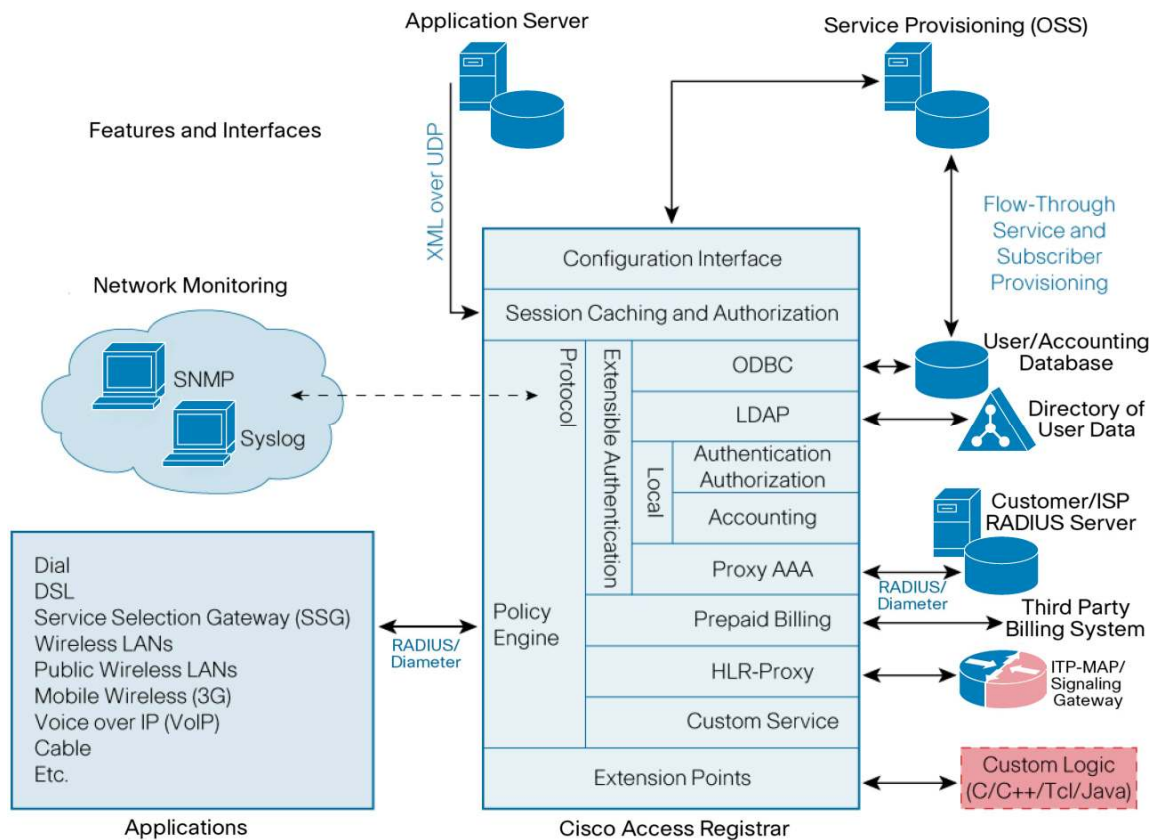 Application Server
Service Provisioning (OSS)
Features and Interfaces
XML over UDP
Flow-Through
Service and
Subscriber
Provisioning
Configuration Interface
Network Monitoring
Session Caching and Authorization
SNMP
Syslog
Protocol
Extensible Authentication
ODBC
User/Accounting
Database
LDAP
Directory of
User Data
Local
Authentication
Authorization
Accounting
Customer/ISP
RADIUS Server
Proxy AAA
RADIUS/
Diameter
Dial
DSL
Service Selection Gateway (SSG)
Wireless LANs
Public Wireless LANs
Mobile Wireless (3G)
Voice over IP (VoIP)
Cable
Etc.
RADIUS/
Diameter
Policy
Engine
Prepaid Billing
Third Party
Billing System
HLR-Proxy
ITP-MAP/
Signaling
Gateway
Custom Service
Extension Points
Custom Logic
(C/C++/Tcl/Java)
Applications
Cisco Access Registrar